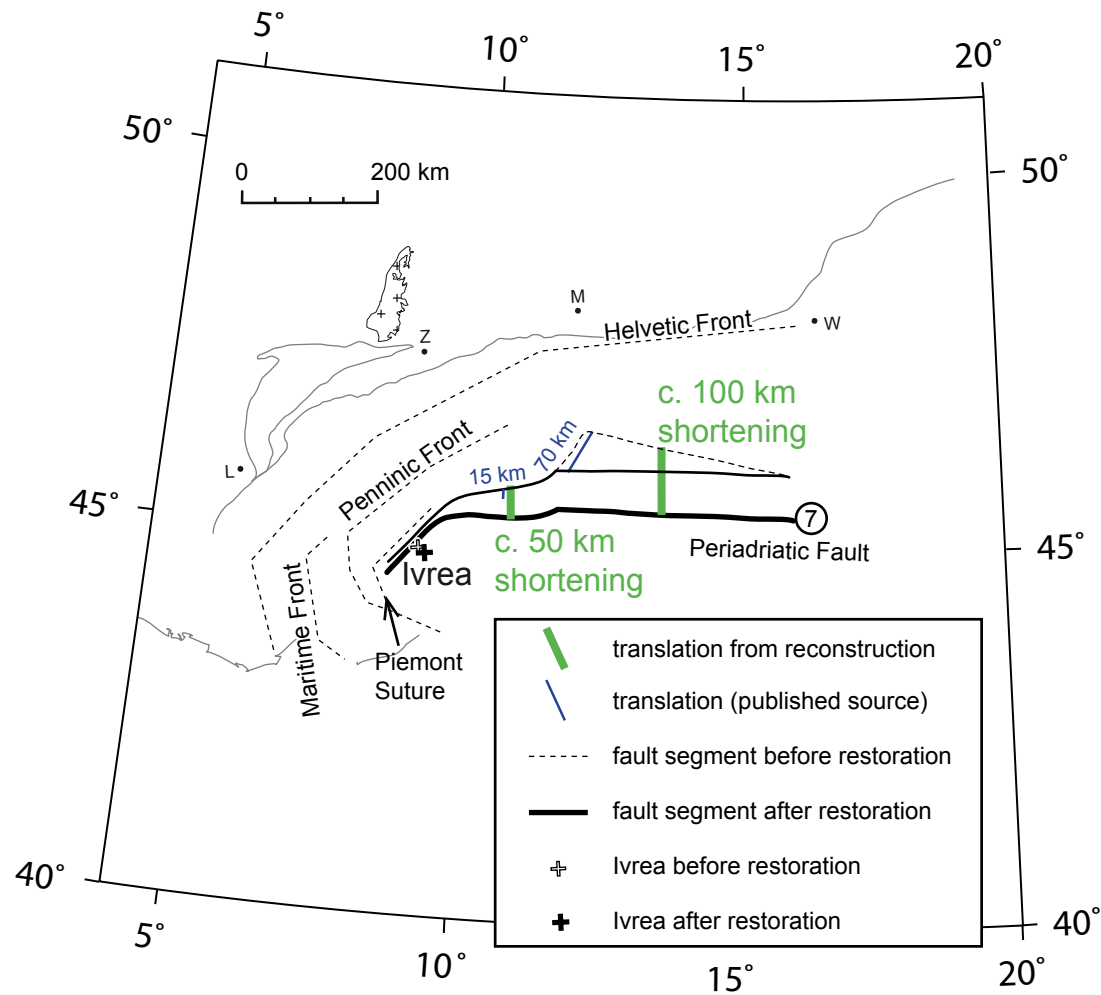 5°
10°
15°
20°
50°
50°
0 200 km
M
Z
Helvetic Front
W
c. 100 km
shortening
70 km
Penninic Front
15 km
L
45°
7
45°
c. 50 km
shortening
Periadriatic Fault
Ivrea
Maritime Front
Piemont
Suture
translation from reconstruction
translation (published source)
fault segment before restoration
fault segment after restoration
Ivrea before restoration
Ivrea after restoration
40°
40°
5°
10°
15°
20°